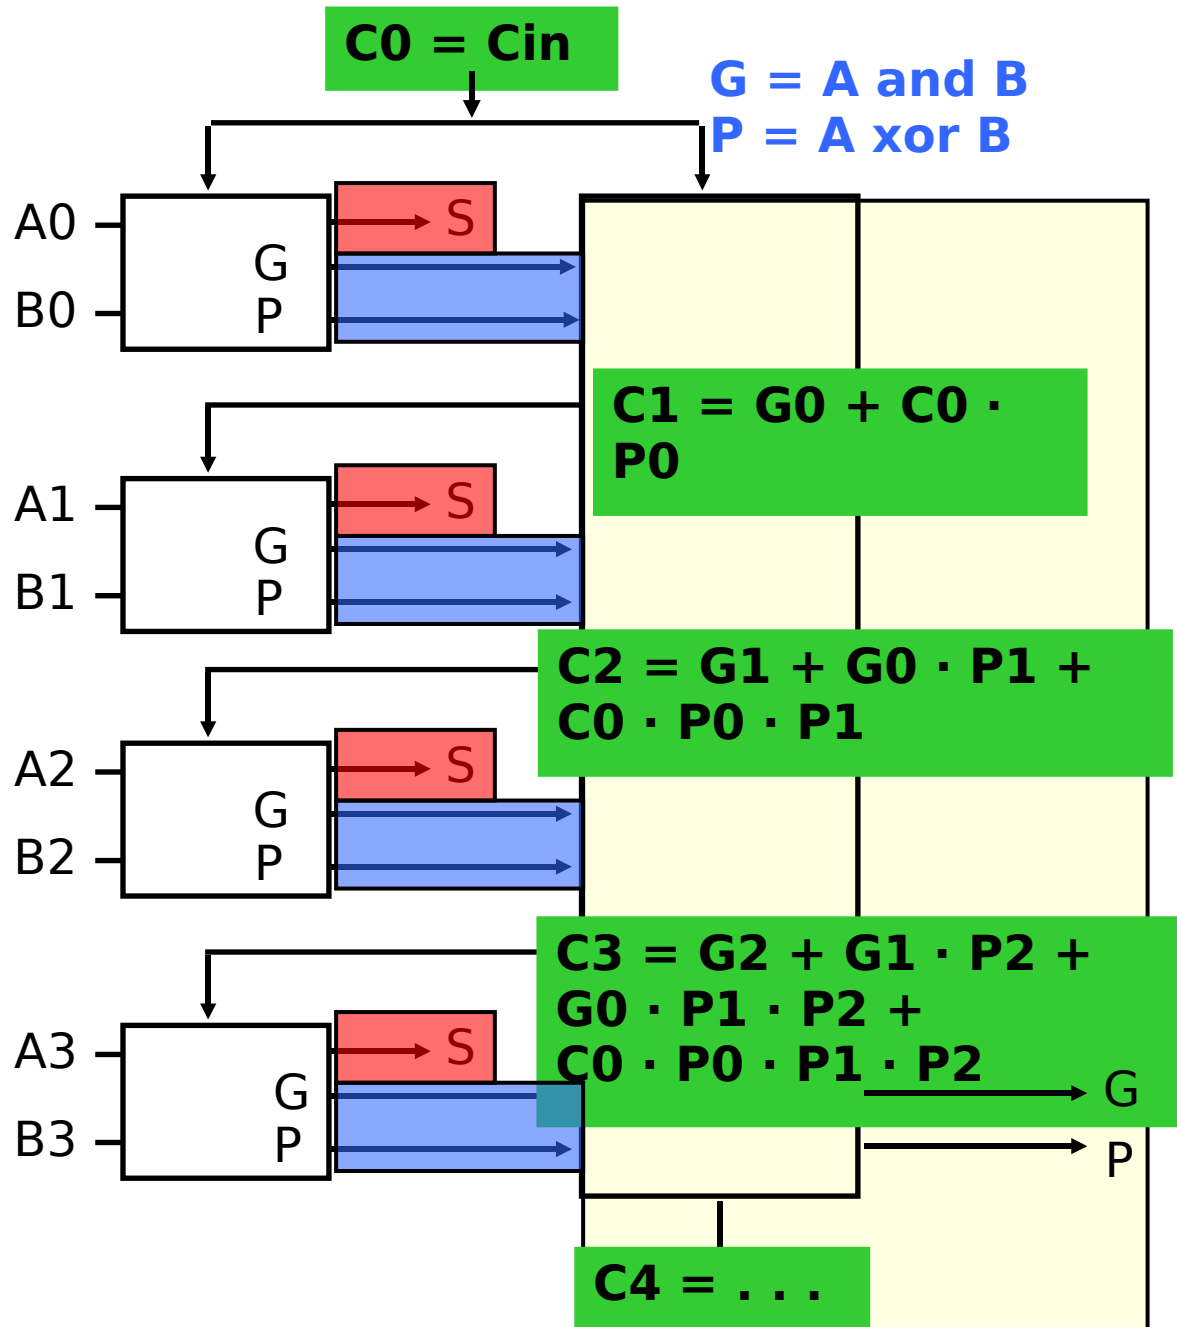 C0 = Cin
G = A and B
P = A xor B
A0
S
G
B0
P
C1 = G0 + C0 ·
P0
A1
S
G
B1
P
C2 = G1 + G0 · P1 +
C0 · P0 · P1
A2
S
G
B2
P
C3 = G2 + G1 · P2 +
G0 · P1 · P2 +
C0 · P0 · P1 · P2
A3
S
G
G
B3
P
P
C4 = . . .